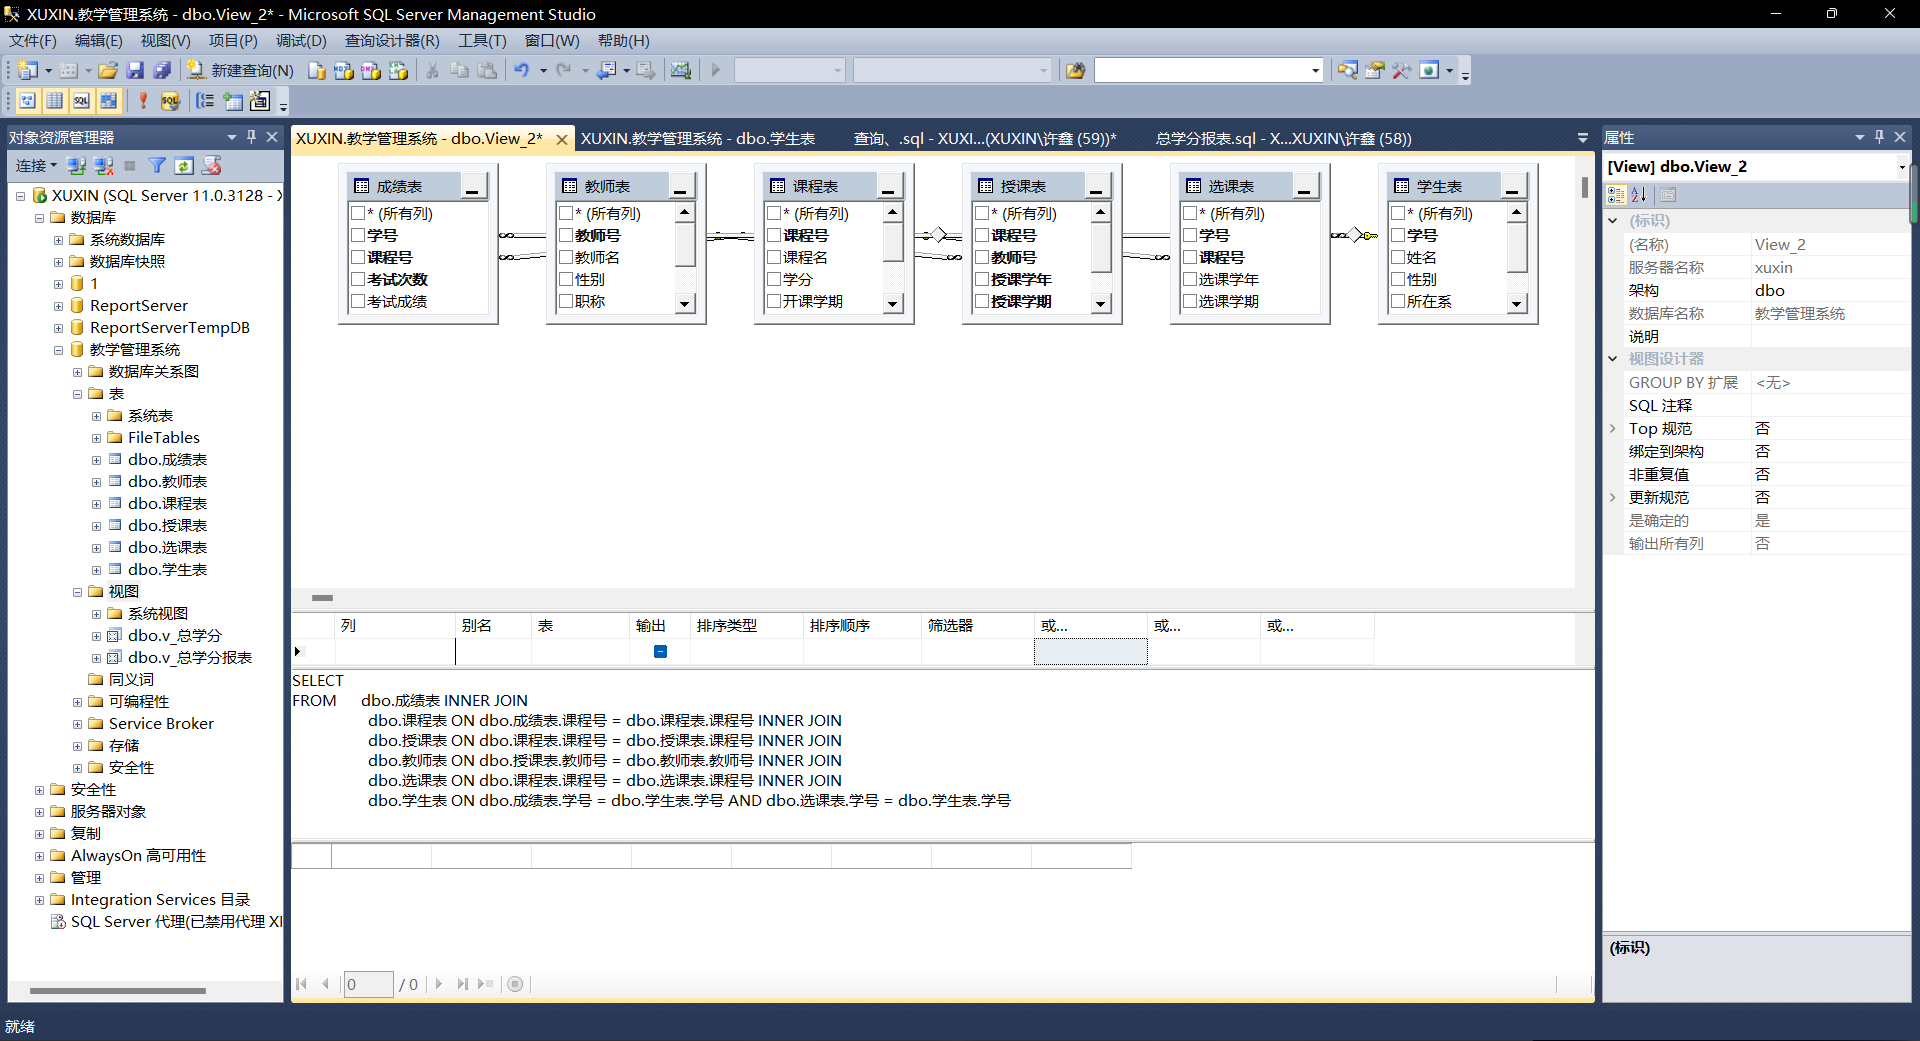 XUXIN.教学管理系统 - dbo.View_2* - Microsoft SQL Server Management Studio
文件(F) 编辑(E) 视图(V) 项目(P) 调试(D) 查询设计器(R) 工具(T) 窗口(W) 帮助(H)
新建查询(N)
对象资源管理器
连接
XUXIN (SQL Server 11.0.3128 - X
数据库
系统数据库
数据库快照
1
ReportServer
ReportServerTempDB
教学管理系统
数据库关系图
表
系统表
FileTables
dbo.成绩表
dbo.教师表
dbo.课程表
dbo.授课表
dbo.选课表
dbo.学生表
视图
系统视图
dbo.v_总学分
dbo.v_总学分报表
同义词
可编程性
Service Broker
存储
安全性
安全性
服务器对象
复制
AlwaysOn 高可用性
管理
Integration Services 目录
SQL Server 代理(已禁用代理 XI
XUXIN.教学管理系统 - dbo.View_2* XUXIN.教学管理系统 - dbo.学生表 查询、.sql - XUXI...(XUXIN\许鑫 (59))* 总学分报表.sql - X...XUXIN\许鑫 (58))
成绩表
* (所有列)
学号
课程号
考试次数
考试成绩
教师表
* (所有列)
教师号
教师名
性别
职称
课程表
* (所有列)
课程号
课程名
学分
开课学期
授课表
* (所有列)
课程号
教师号
授课学年
授课学期
选课表
* (所有列)
学号
课程号
选课学年
选课学期
学生表
* (所有列)
学号
姓名
性别
所在系
列 别名 表 输出 排序类型 排序顺序 筛选器 或... 或... 或...
SELECT
FROM dbo.成绩表 INNER JOIN
dbo.课程表 ON dbo.成绩表.课程号 = dbo.课程表.课程号 INNER JOIN
dbo.授课表 ON dbo.课程表.课程号 = dbo.授课表.课程号 INNER JOIN
dbo.教师表 ON dbo.授课表.教师号 = dbo.教师表.教师号 INNER JOIN
dbo.选课表 ON dbo.课程表.课程号 = dbo.选课表.课程号 INNER JOIN
dbo.学生表 ON dbo.成绩表.学号 = dbo.学生表.学号 AND dbo.选课表.学号 = dbo.学生表.学号
0 / 0
属性
[View] dbo.View_2
(标识)
(名称) View_2
服务器名称 xuxin
架构 dbo
数据库名称 教学管理系统
说明
视图设计器
GROUP BY 扩展 <无>
SQL 注释
Top 规范 否
绑定到架构 否
非重复值 否
更新规范 否
是确定的 是
输出所有列 否
(标识)
就绪